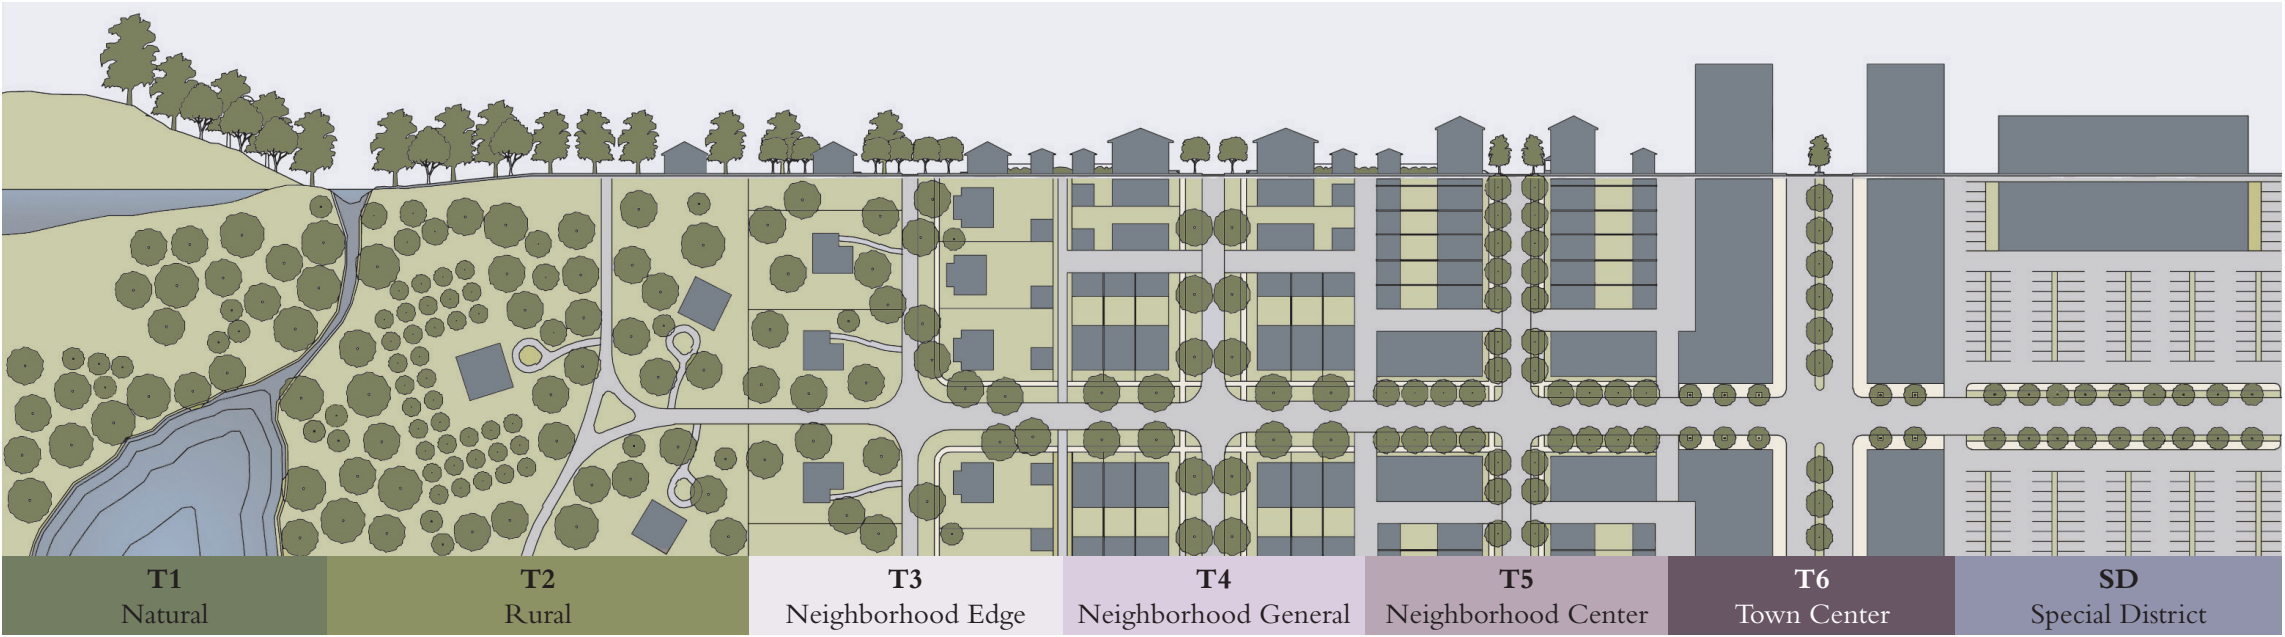 T1
Natural
T2
Rural
T3
Neighborhood Edge
T4
Neighborhood General
T5
Neighborhood Center
T6
Town Center
SD
Special District